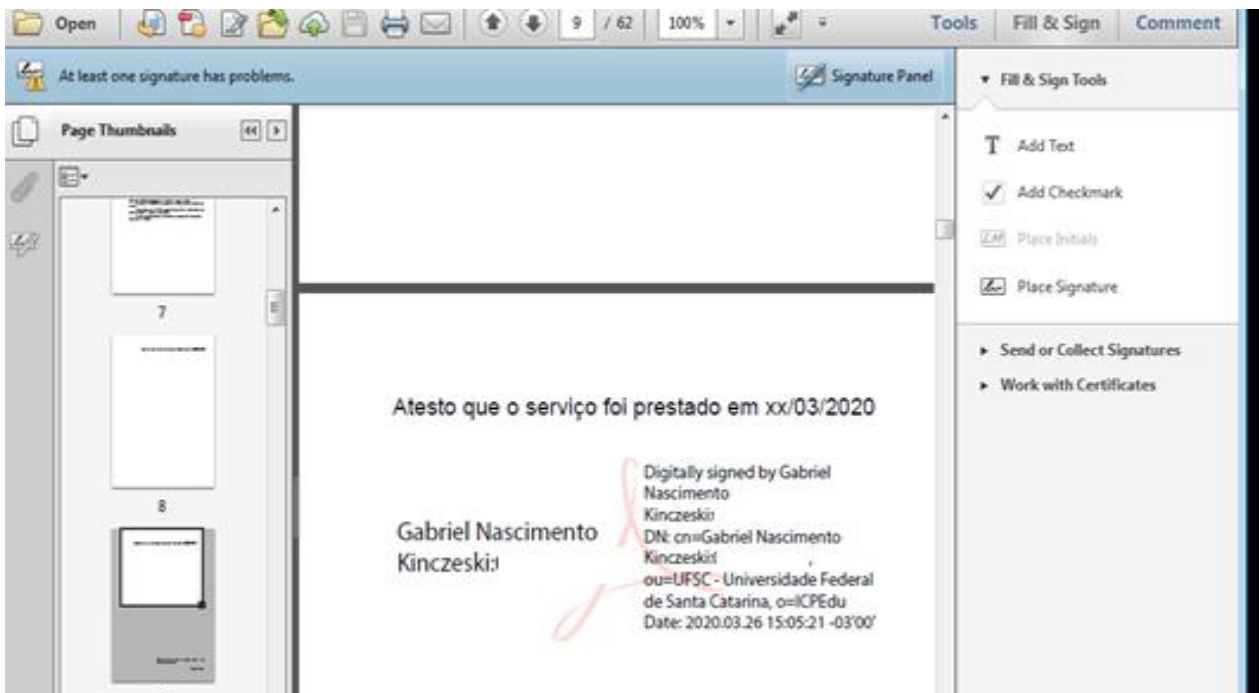 Open
9 / 62
100%
Tools
Fill & Sign
Comment
At least one signature has problems.
Signature Panel
Page Thumbnails
7
8
Atesto que o serviço foi prestado em xx/03/2020
Gabriel Nascimento
Kinczeski:
Digitally signed by Gabriel
Nascimento
Kinczeski:
DN: cn=Gabriel Nascimento
Kinczeski:
ou=UFSC - Universidade Federal
de Santa Catarina, o=ICPEdu
Date: 2020.03.26 15:05:21 -03'00'
Fill & Sign Tools
T Add Text
Add Checkmark
Place Initials
Place Signature
Send or Collect Signatures
Work with Certificates